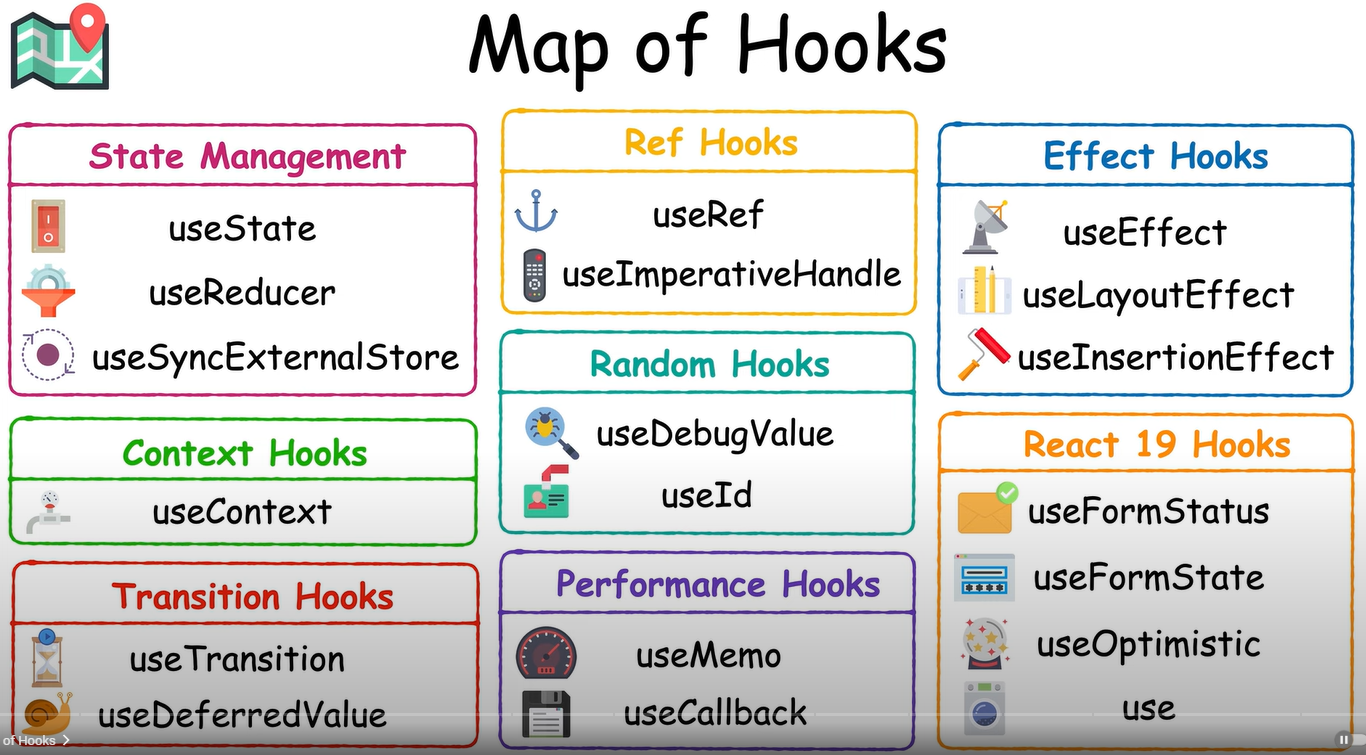 Map of Hooks
State Management
useState
useReducer
useSyncExternalStore
Context Hooks
useContext
Transition Hooks
useTransition
useDeferredValue
Ref Hooks
useRef
useImperativeHandle
Random Hooks
useDebugValue
useId
Performance Hooks
useMemo
useCallback
Effect Hooks
useEffect
useLayoutEffect
useInsertionEffect
React 19 Hooks
useFormStatus
useFormState
useOptimistic
use
of Hooks